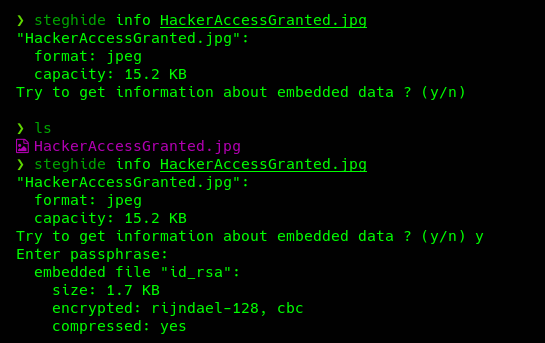 ❯ steghide info HackerAccessGranted.jpg
"HackerAccessGranted.jpg":
  format: jpeg
  capacity: 15.2 KB
Try to get information about embedded data ? (y/n)

❯ ls
HackerAccessGranted.jpg
❯ steghide info HackerAccessGranted.jpg
"HackerAccessGranted.jpg":
  format: jpeg
  capacity: 15.2 KB
Try to get information about embedded data ? (y/n) y
Enter passphrase:
  embedded file "id_rsa":
    size: 1.7 KB
    encrypted: rijndael-128, cbc
    compressed: yes